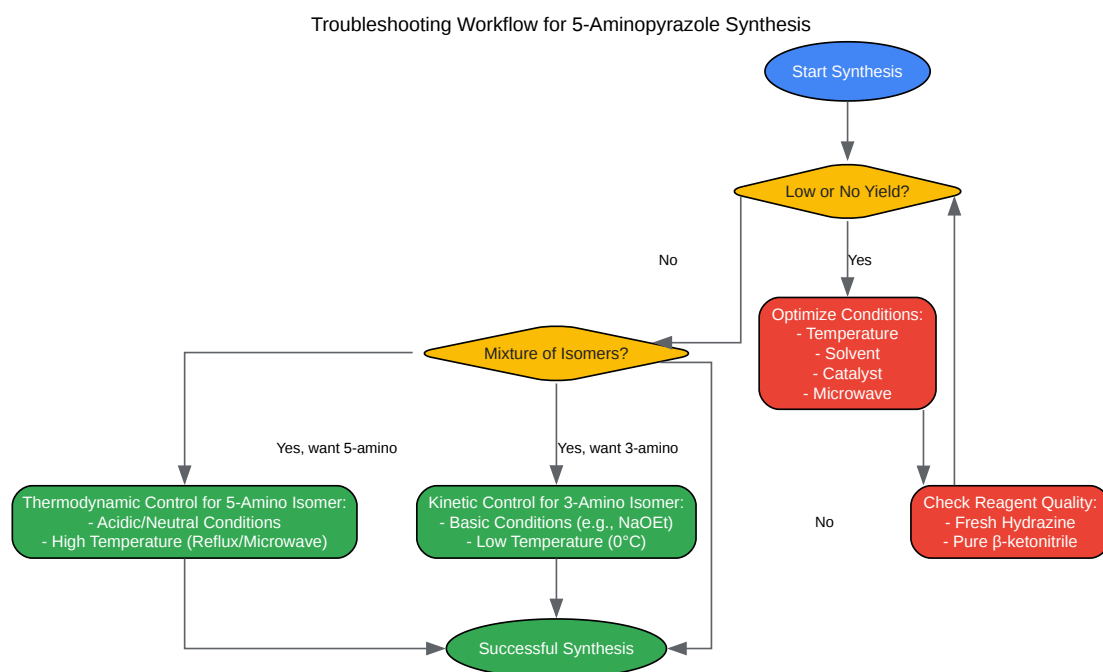 Troubleshooting Workflow for 5-Aminopyrazole Synthesis
Start Synthesis
Low or No Yield?
No
Yes
Optimize Conditions:
- Temperature
- Solvent
- Catalyst
- Microwave
Mixture of Isomers?
Yes, want 5-amino
Yes, want 3-amino
Thermodynamic Control for 5-Amino Isomer:
- Acidic/Neutral Conditions
- High Temperature (Reflux/Microwave)
Kinetic Control for 3-Amino Isomer:
- Basic Conditions (e.g., NaOEt)
- Low Temperature (0°C)
No
Check Reagent Quality:
- Fresh Hydrazine
- Pure β-ketonitrile
Successful Synthesis